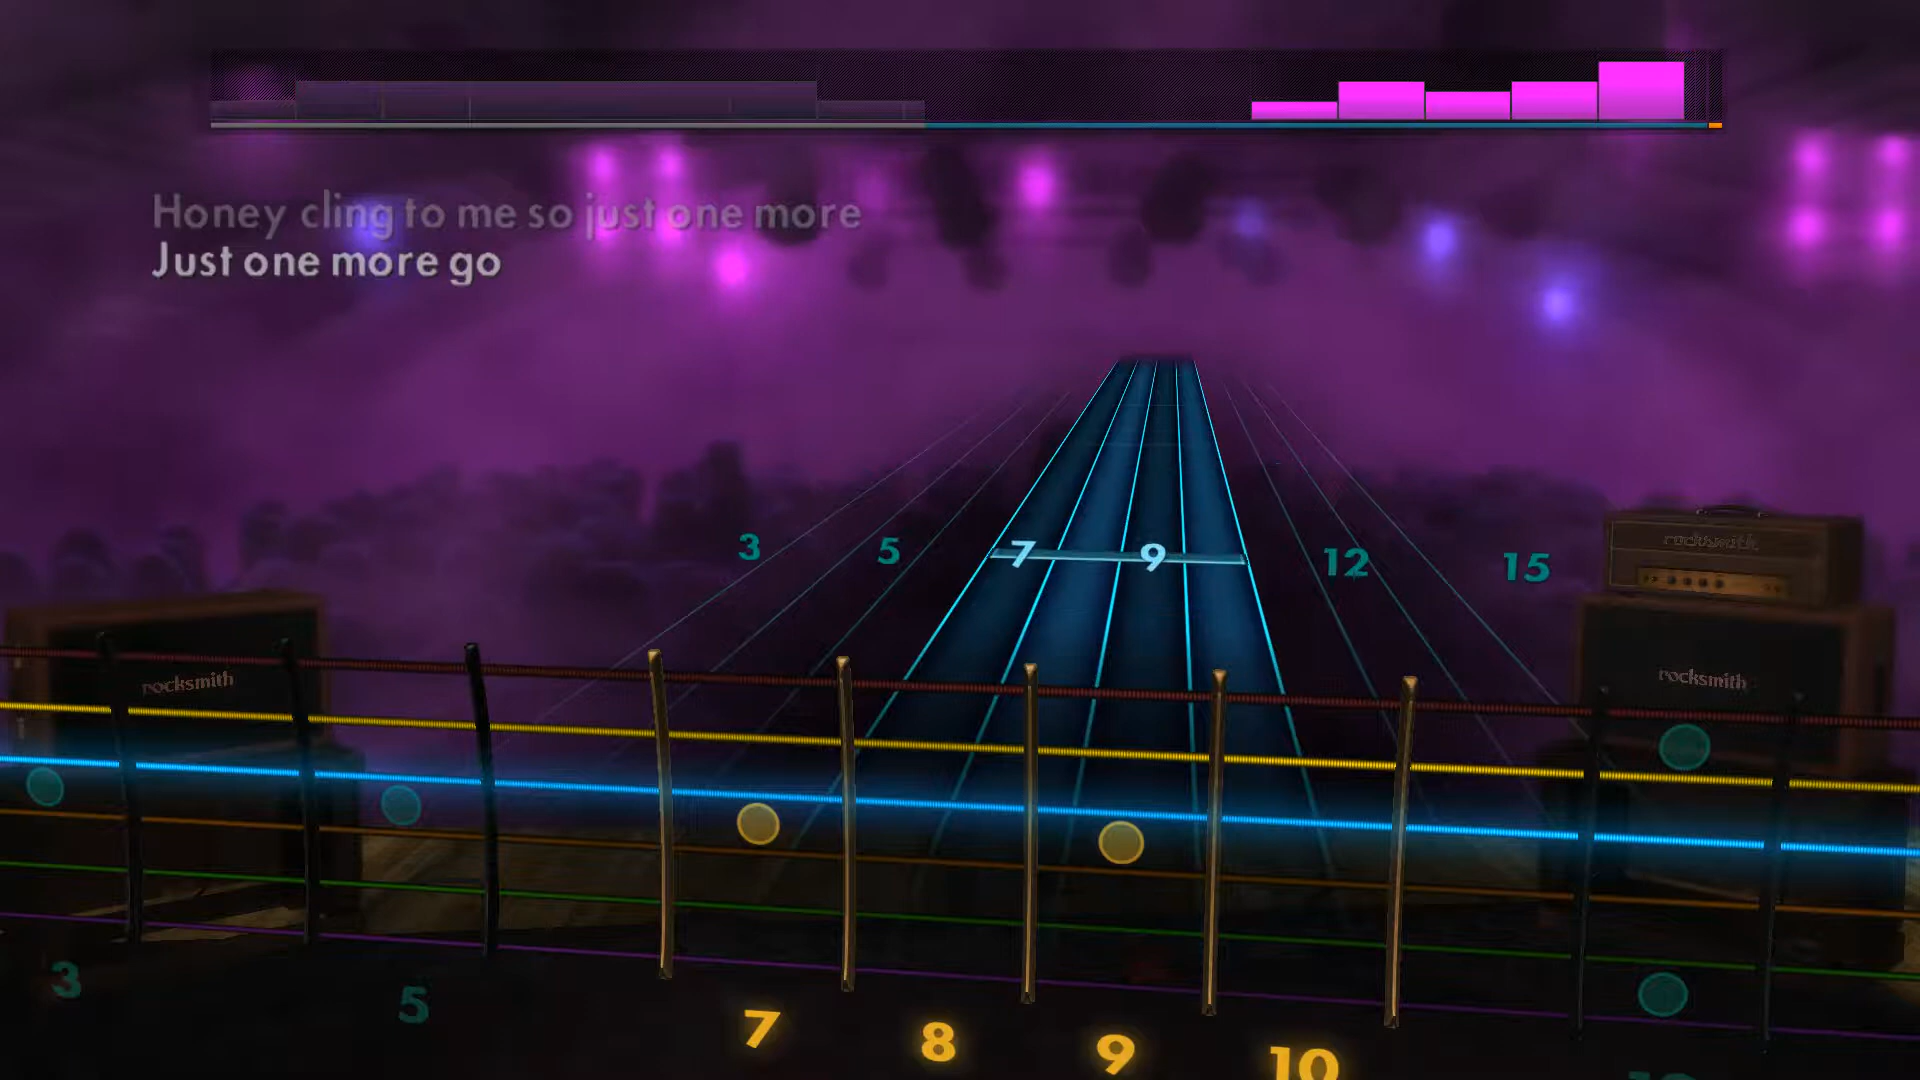 Honey cling to me so just one more
Just one more go
3 5 7 9 12 15
rocksmith
rocksmith
rocksmith
3 5 7 8 9 10